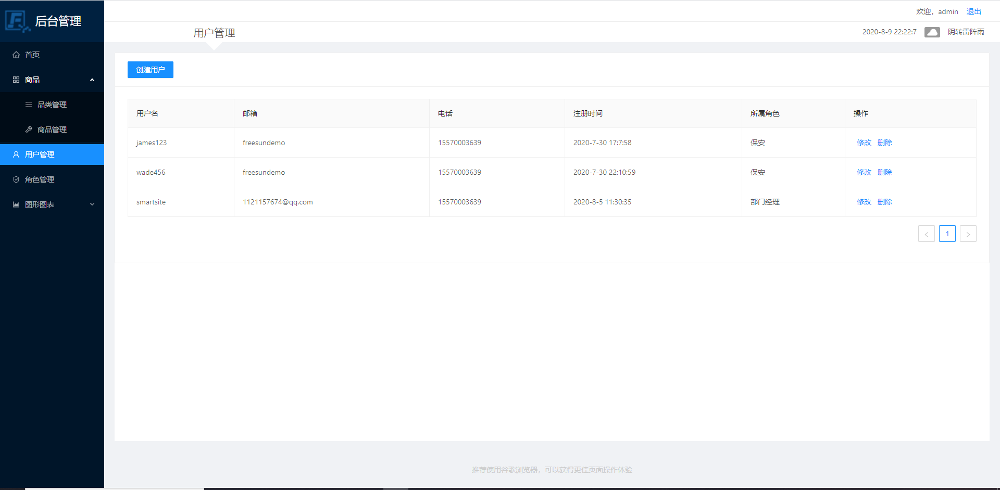 后台管理
欢迎，admin 退出
用户管理 2020-8-9 22:22:7 阴转雷阵雨
首页
商品
品类管理
商品管理
用户管理
角色管理
图形图表
创建用户
用户名 邮箱 电话 注册时间 所属角色 操作
james123 freesundemo 15570003639 2020-7-30 17:7:58 保安 修改 删除
wade456 freesundemo 15570003639 2020-7-30 22:10:59 保安 修改 删除
smartsite 1121157674@qq.com 15570003639 2020-8-5 11:30:35 部门经理 修改 删除
< 1 >
推荐使用谷歌浏览器，可以获得更佳页面操作体验